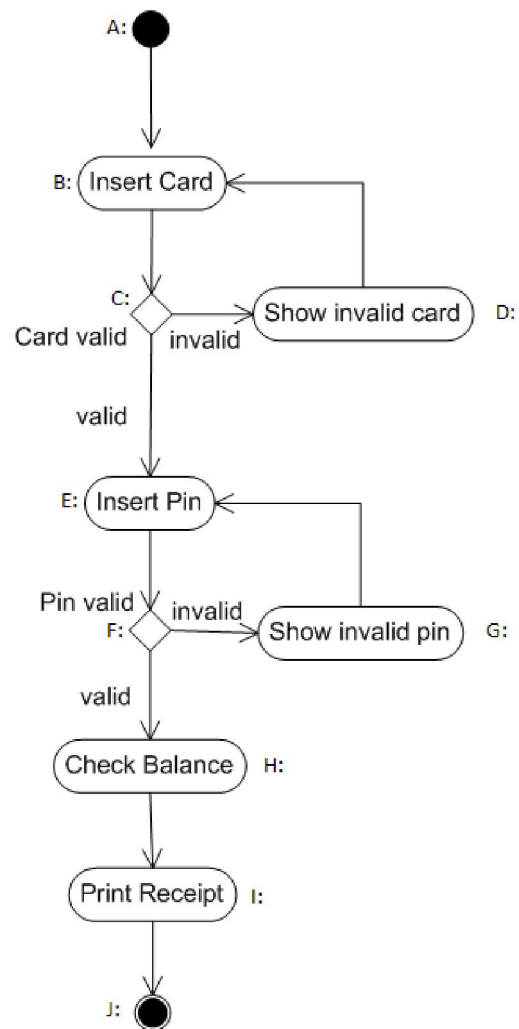 A:
B: Insert Card
C:
Show invalid card D:
Card valid invalid
valid
E: Insert Pin
Pin valid invalid
F: Show invalid pin G:
valid
Check Balance H:
Print Receipt I:
J: